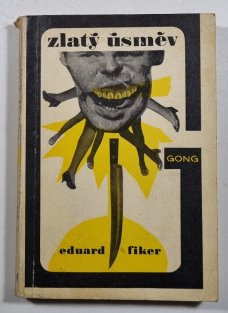 zlatý úsměv
GONG
eduard fiker